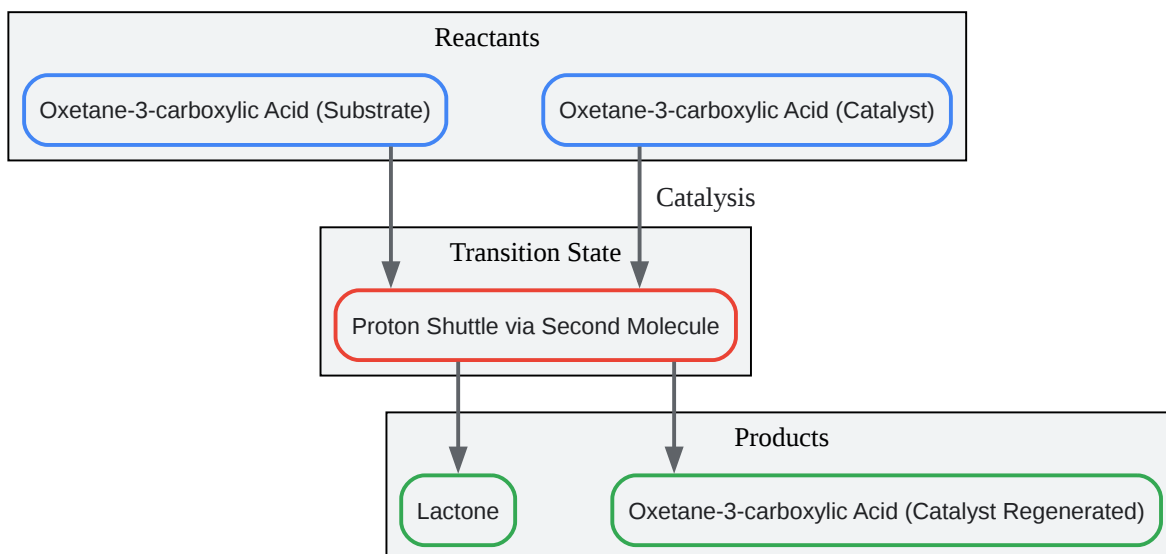 Reactants
Oxetane-3-carboxylic Acid (Substrate)
Oxetane-3-carboxylic Acid (Catalyst)
Catalysis
Transition State
Proton Shuttle via Second Molecule
Products
Lactone
Oxetane-3-carboxylic Acid (Catalyst Regenerated)